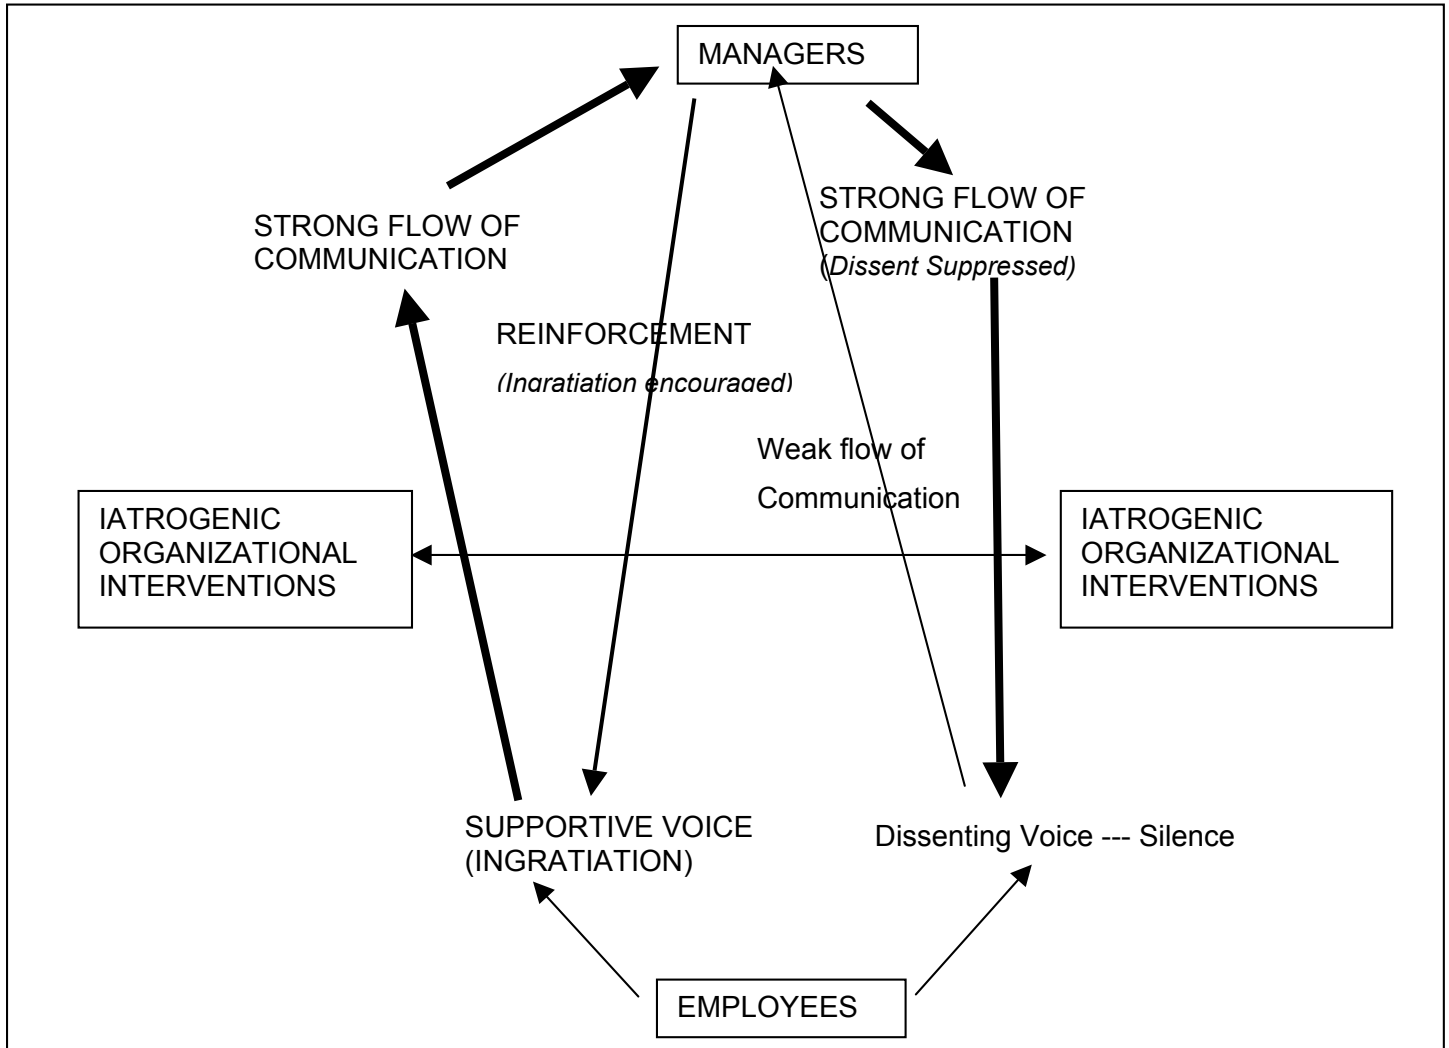 MANAGERS
STRONG FLOW OF
COMMUNICATION
(Dissent Suppressed)
STRONG FLOW OF
COMMUNICATION
REINFORCEMENT
(Ingratiation encouraged)
Weak flow of
Communication
IATROGENIC
ORGANIZATIONAL
INTERVENTIONS
IATROGENIC
ORGANIZATIONAL
INTERVENTIONS
SUPPORTIVE VOICE
(INGRATIATION)
Dissenting Voice --- Silence
EMPLOYEES